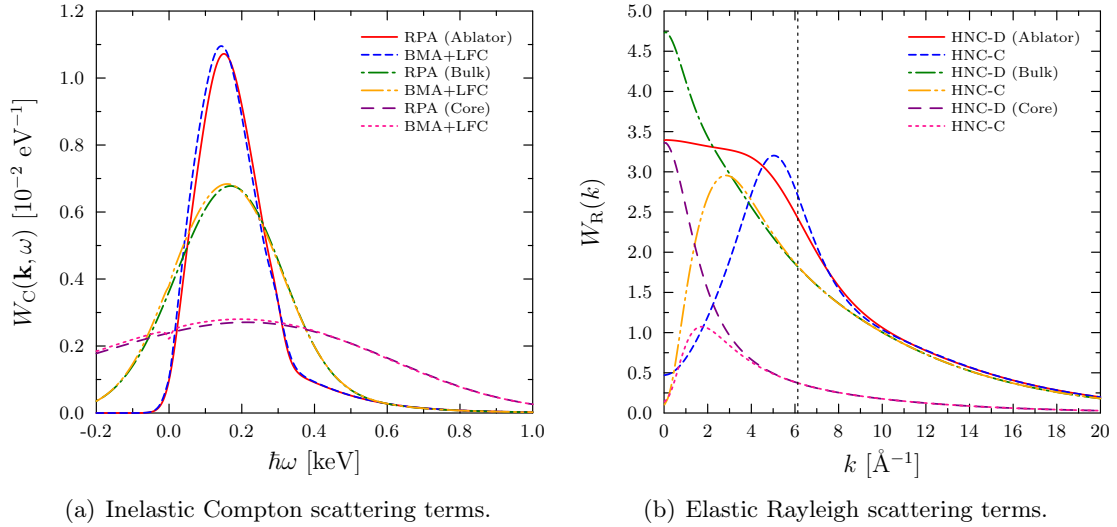 1.2
1.0
0.8
0.6
0.4
0.2
0.0
W_C(k, ω) [10⁻² eV⁻¹]
RPA (Ablator)
BMA+LFC
RPA (Bulk)
BMA+LFC
RPA (Core)
BMA+LFC
-0.2 0.0 0.2 0.4 0.6 0.8 1.0
ħω [keV]
(a) Inelastic Compton scattering terms.
5.0
4.5
4.0
3.5
3.0
2.5
2.0
1.5
1.0
0.5
0.0
W_R(k)
HNC-D (Ablator)
HNC-C
HNC-D (Bulk)
HNC-C
HNC-D (Core)
HNC-C
0 2 4 6 8 10 12 14 16 18 20
k [Å⁻¹]
(b) Elastic Rayleigh scattering terms.